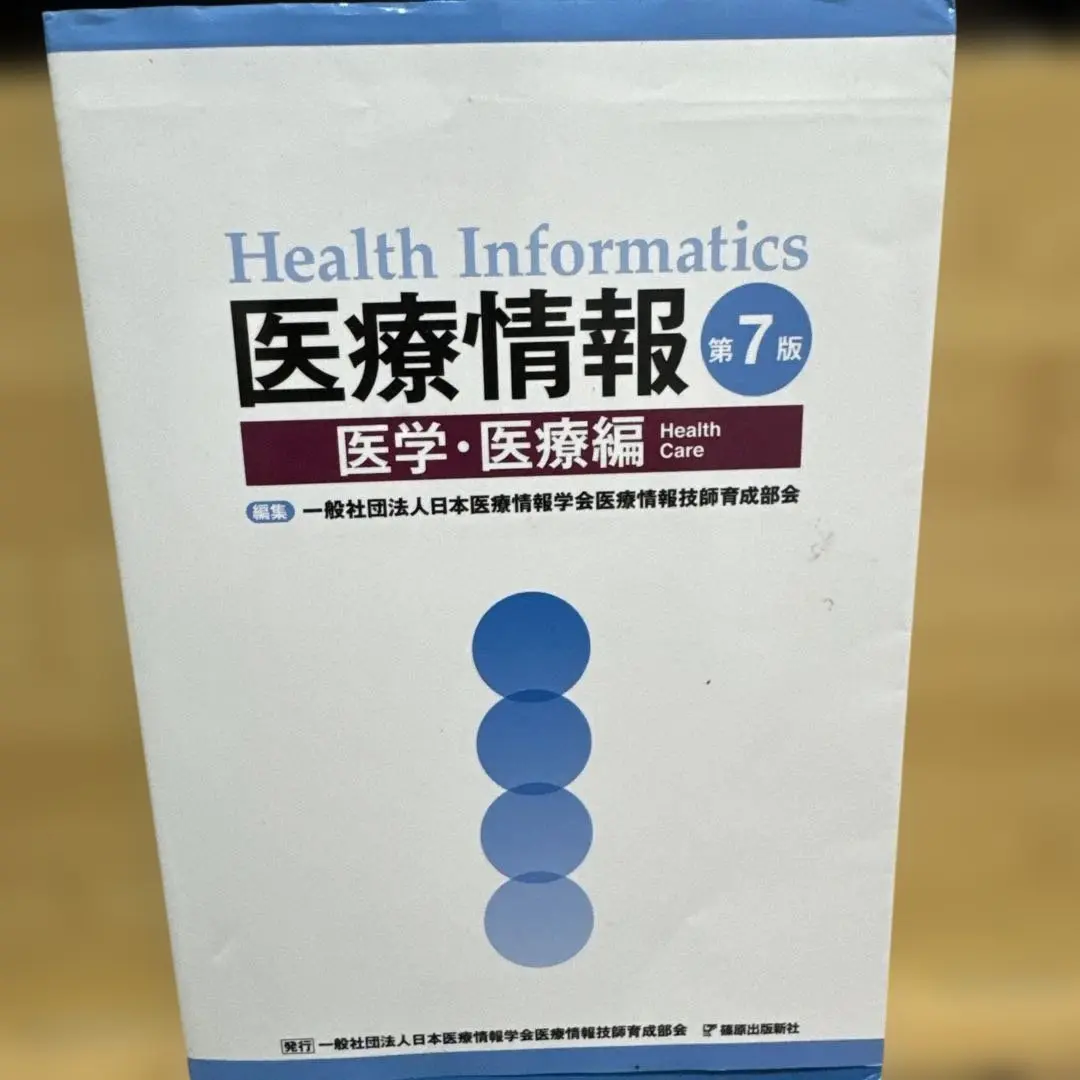 Health Informatics
医療情報 第7版
医学・医療編 Health Care
編集 一般社団法人日本医療情報学会医療情報技師育成部会
発行 一般社団法人日本医療情報学会医療情報技師育成部会 篠原出版新社